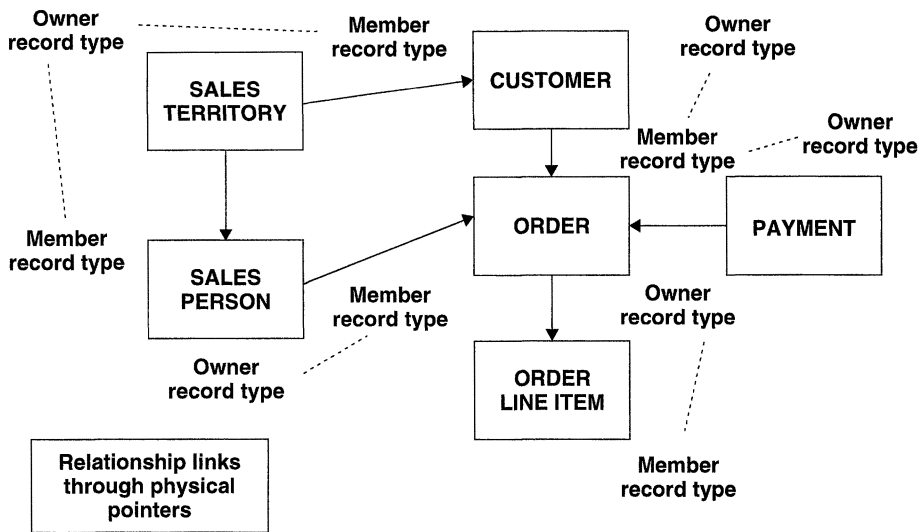 Owner
record type
Member
record type
Owner
record type
SALES
TERRITORY
CUSTOMER
Member
record type
Owner
record type
Member
record type
SALES
PERSON
ORDER
PAYMENT
Member
record type
Owner
record type
Owner
record type
ORDER
LINE ITEM
Relationship links
through physical
pointers
Member
record type